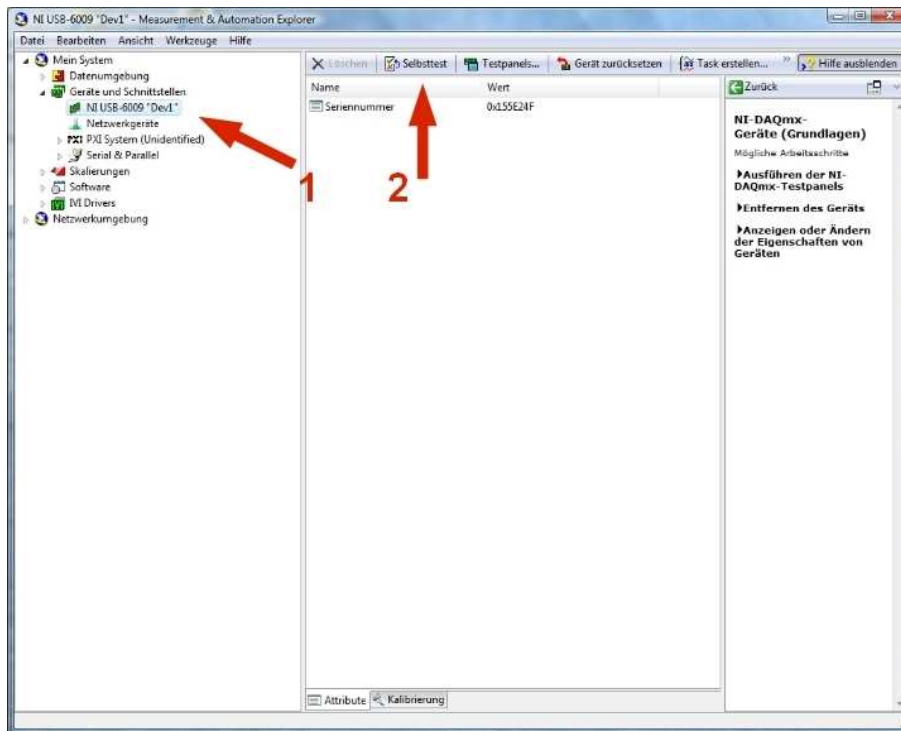 NI USB-6009 "Dev1" - Measurement & Automation Explorer
Datei Bearbeiten Ansicht Werkzeuge Hilfe
Mein System
Datenumgebung
Geräte und Schnittstellen
NI USB-6009 "Dev1"
Netzwerkgeräte
PXI PXI System (Unidentified)
Serial & Parallel
Skalierungen
Software
IVI Drivers
Netzwerkumgebung
Löschen Selbsttest Testpanels... Gerät zurücksetzen Task erstellen... » Hilfe ausblenden
Name Wert
Seriennummer 0x155E24F
1
2
Attribute Kalibrierung
Zurück
NI-DAQmx-
Geräte (Grundlagen)
Mögliche Arbeitsschritte
Ausführen der NI-
DAQmx-Testpanels
Entfernen des Geräts
Anzeigen oder Ändern
der Eigenschaften von
Geräten